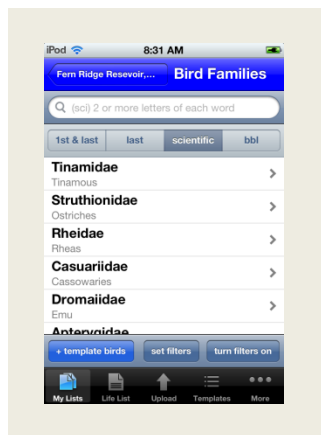 iPod 8:31 AM
Fern Ridge Resevoir,... Bird Families
(sci) 2 or more letters of each word
1st & last last scientific bbl
Tinamidae
Tinamous
Struthionidae
Ostriches
Rheidae
Rheas
Casuariidae
Cassowaries
Dromaiidae
Emu
Apterygidae
+ template birds set filters turn filters on
My Lists Life List Upload Templates More